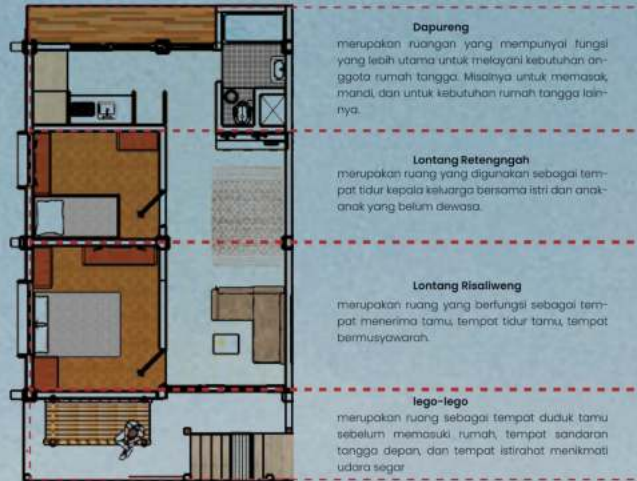 Dapureng
merupakan ruangan yang mempunyai fungsi
yang lebih utama untuk melayani kebutuhan an-
ggota rumah tangga. Misalnya untuk memasak,
mandi, dan untuk kebutuhan rumah tangga lain-
nya.
Lontang Retengngah
merupakan ruang yang digunakan sebagai tem-
pat tidur kepala keluarga bersama istri dan anak-
anak yang belum dewasa.
Lontang Risaliweng
merupakan ruang yang berfungsi sebagai tem-
pat menerima tamu, tempat tidur tamu, tempat
bermusyawarah.
lego-lego
merupakan ruang sebagai tempat duduk tamu
sebelum memasuki rumah, tempat sandaran
tangga depan, dan tempat istirahat menikmati
udara segar